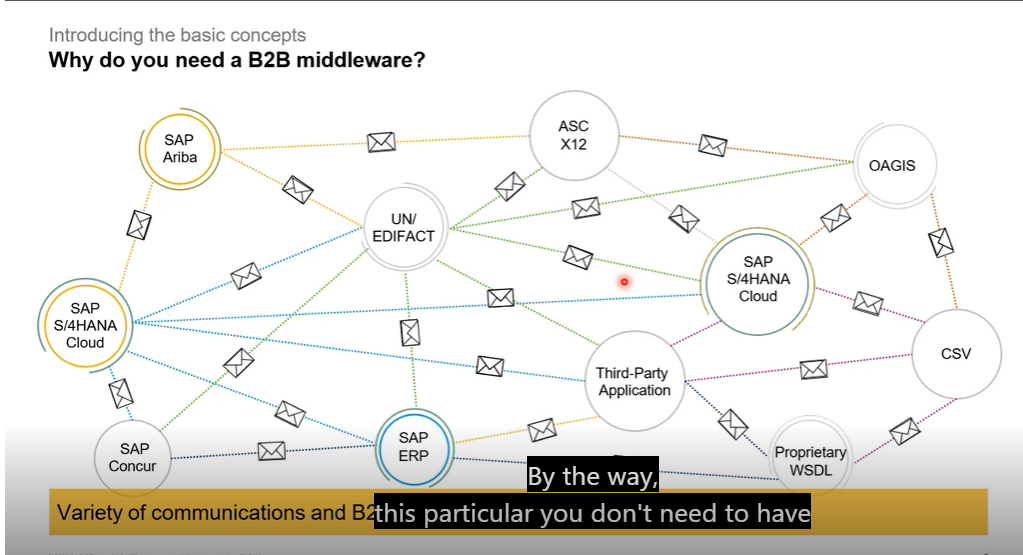 Introducing the basic concepts
Why do you need a B2B middleware?
SAP
Ariba
ASC
X12
OAGIS
UN/
EDIFACT
SAP
S/4HANA
Cloud
SAP
S/4HANA
Cloud
CSV
Third-Party
Application
SAP
Concur
SAP
ERP
Proprietary
WSDL
By the way,
Variety of communications and B2
this particular you don't need to have